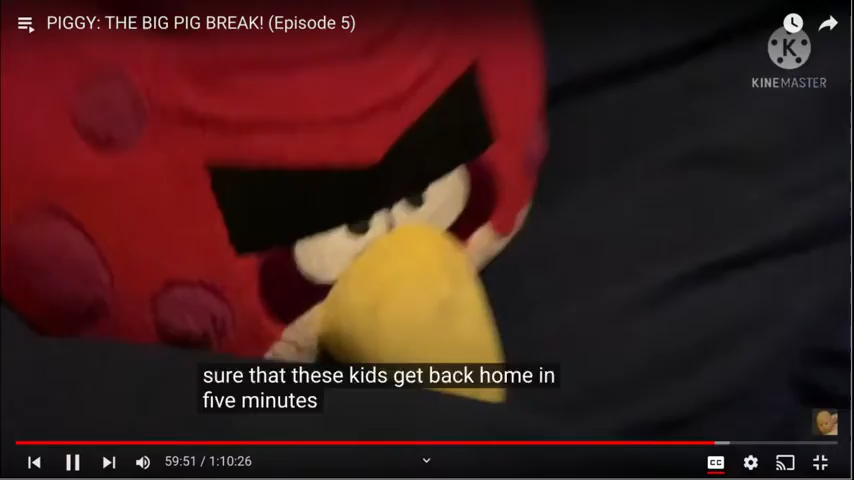 PIGGY: THE BIG PIG BREAK! (Episode 5)
K
KINEMASTER
sure that these kids get back home in
five minutes
59:51 / 1:10:26
CC